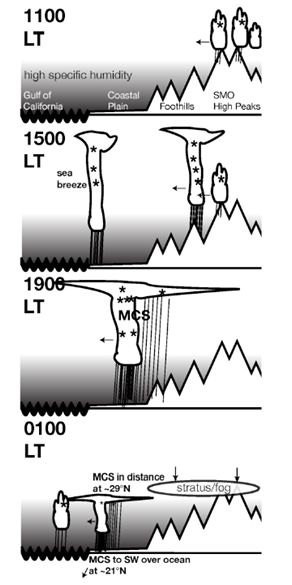 1100
LT
high specific humidity
Gulf of
California
Coastal
Plain
Foothills
SMO
High Peaks
1500
LT
sea
breeze
1900
LT
MCS
0100
LT
MCS in distance
at ~29°N
stratus/fog
MCS to SW over ocean
at ~21°N